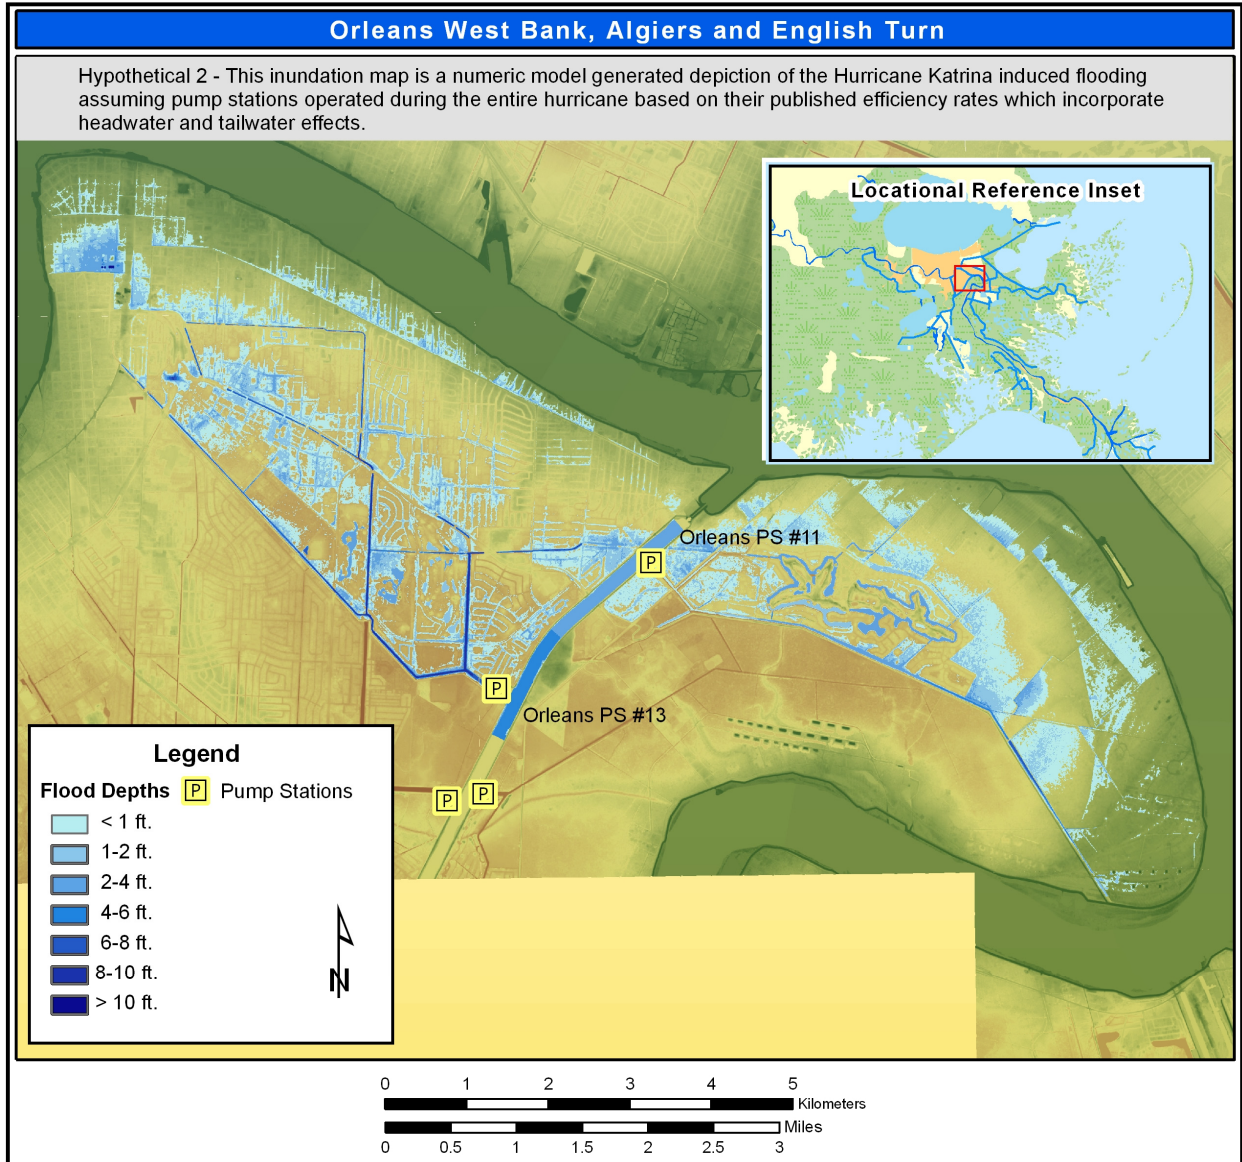 Orleans West Bank, Algiers and English Turn
Hypothetical 2 - This inundation map is a numeric model generated depiction of the Hurricane Katrina induced flooding
assuming pump stations operated during the entire hurricane based on their published efficiency rates which incorporate
headwater and tailwater effects.
Locational Reference Inset
Orleans PS #11
P
P
Orleans PS #13
P
P
Legend
Flood Depths
P
Pump Stations
< 1 ft.
1-2 ft.
2-4 ft.
4-6 ft.
6-8 ft.
8-10 ft.
> 10 ft.
N
0 1 2 3 4 5
Kilometers
Miles
0 0.5 1 1.5 2 2.5 3